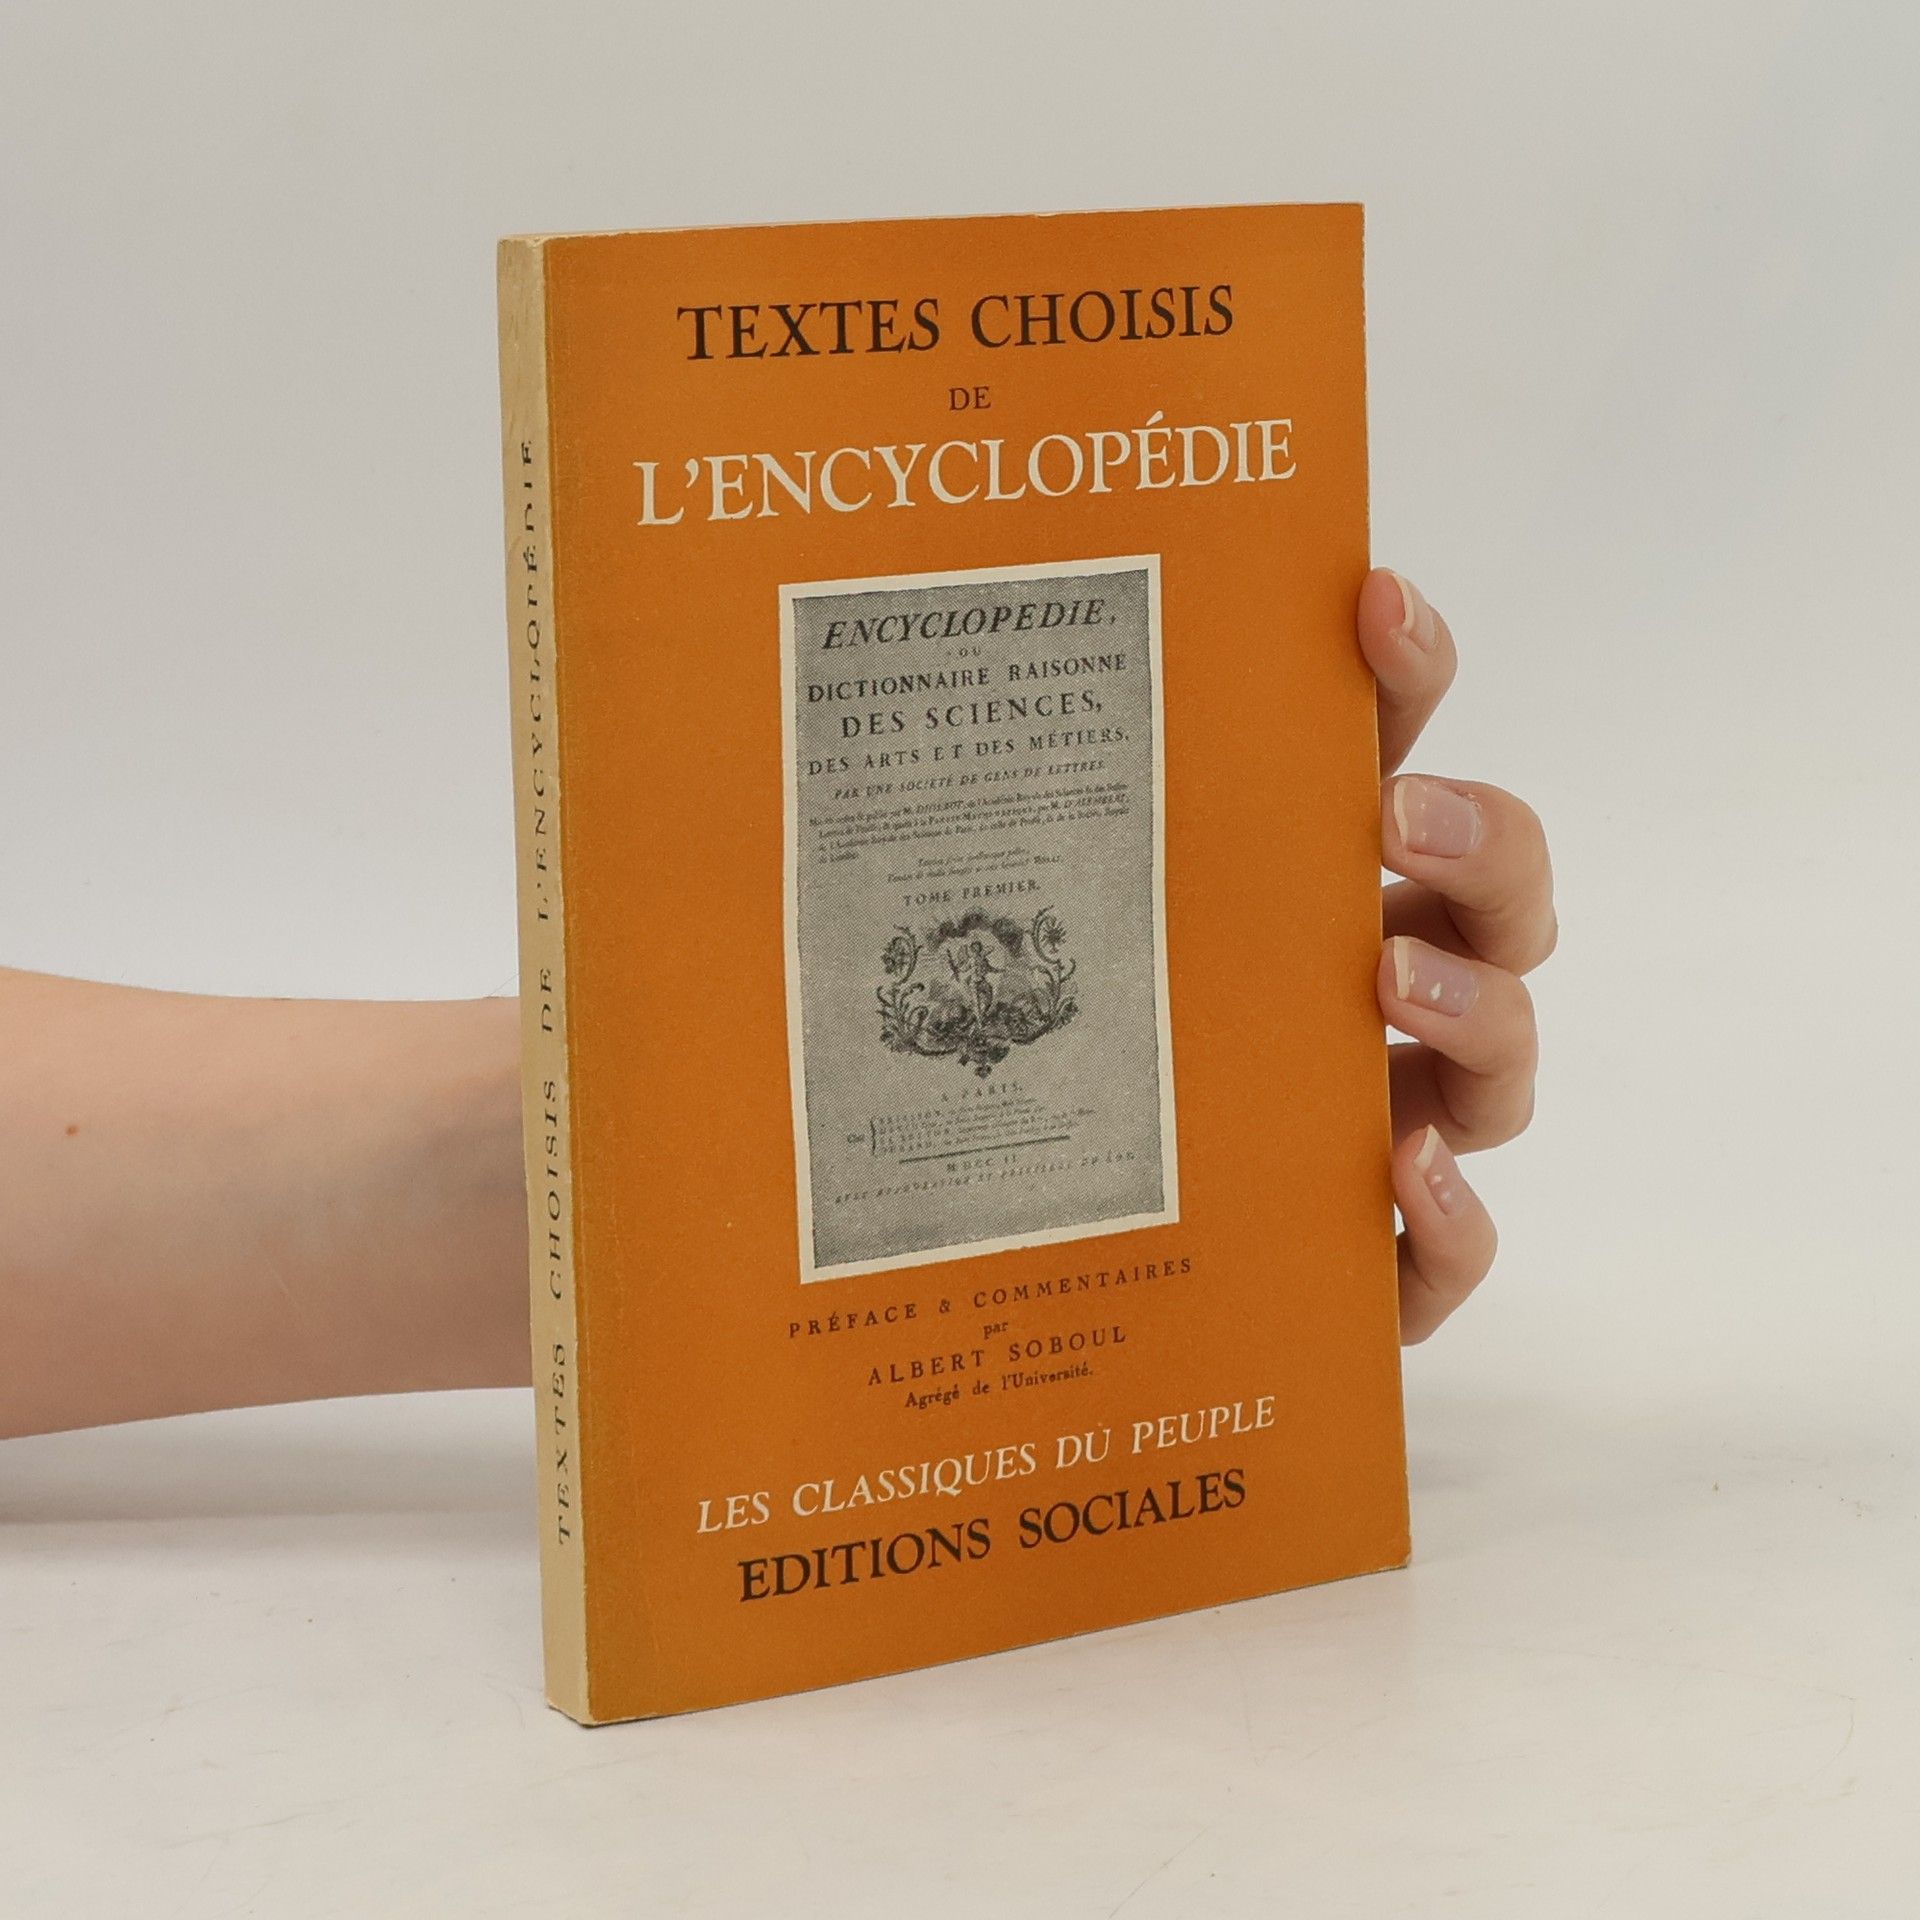 TEXTES CHOISIS
DE
L'ENCYCLOPÉDIE
ENCYCLOPEDIE,
OU
DICTIONNAIRE RAISONNÉ
DES SCIENCES,
DES ARTS ET DES MÉTIERS,
PAR UNE SOCIETE DE GENS DE LETTRES.
TOME PREMIER.
A PARIS,
PRÉFACE & COMMENTAIRES
par
ALBERT SOBOUL
Agrégé de l'Université.
LES CLASSIQUES DU PEUPLE
EDITIONS SOCIALES
TEXTES CHOISIS DE L'ENCYCLOPÉDIE